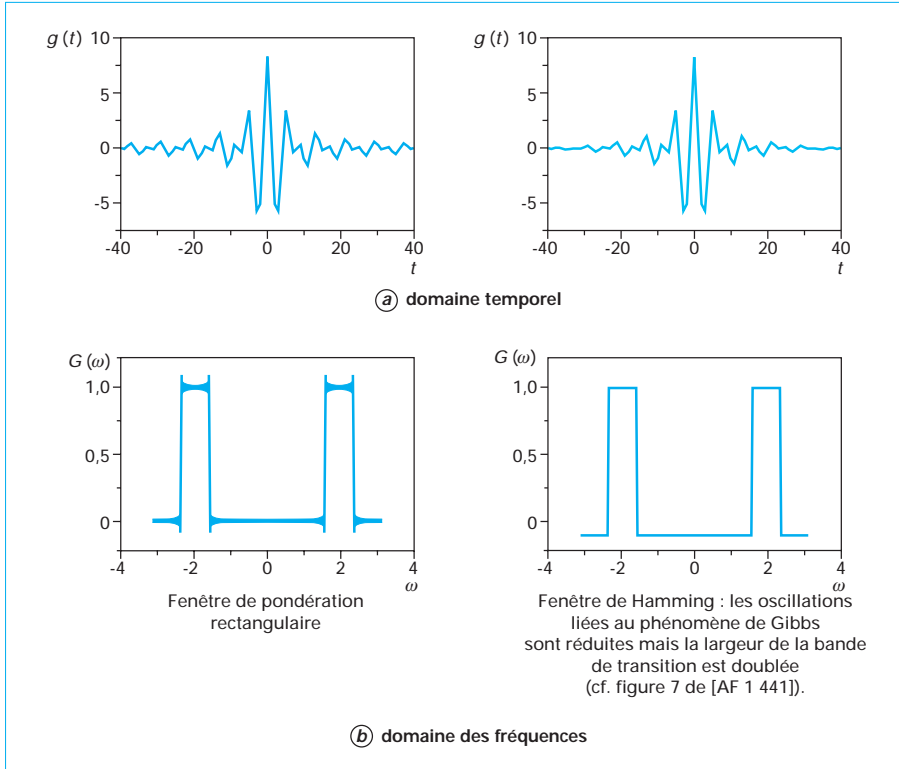 g (t) 10
5
0
-5
-40 -20 0 20 40
t
g (t) 10
5
0
-5
-40 -20 0 20 40
t
a domaine temporel
G (ω)
1,0
0,5
0
-4 -2 0 2 4
ω
Fenêtre de pondération
rectangulaire
G (ω)
1,0
0,5
0
-4 -2 0 2 4
ω
Fenêtre de Hamming : les oscillations
liées au phénomène de Gibbs
sont réduites mais la largeur de la bande
de transition est doublée
(cf. figure 7 de [AF 1 441]).
b domaine des fréquences